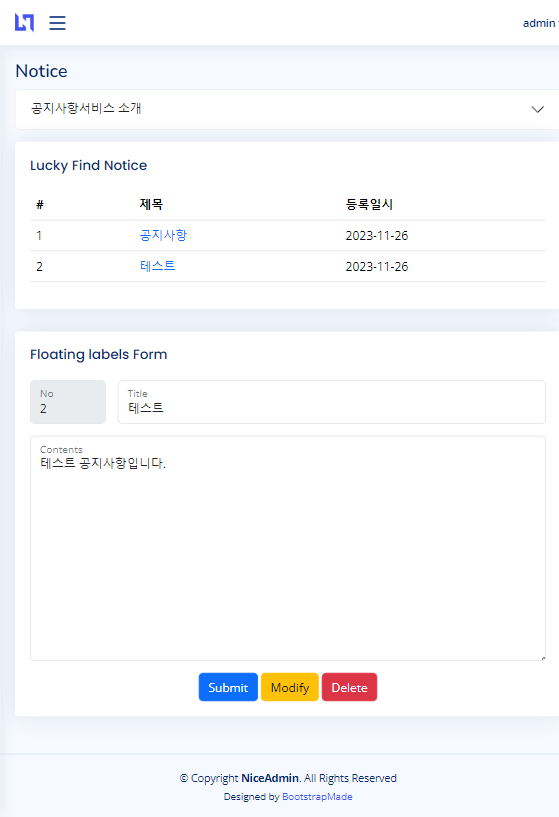 admin
Notice
공지사항서비스 소개
Lucky Find Notice
# 제목 등록일시
1 공지사항 2023-11-26
2 테스트 2023-11-26
Floating labels Form
No Title
2 테스트
Contents
테스트 공지사항입니다.
Submit Modify Delete
© Copyright NiceAdmin. All Rights Reserved
Designed by BootstrapMade